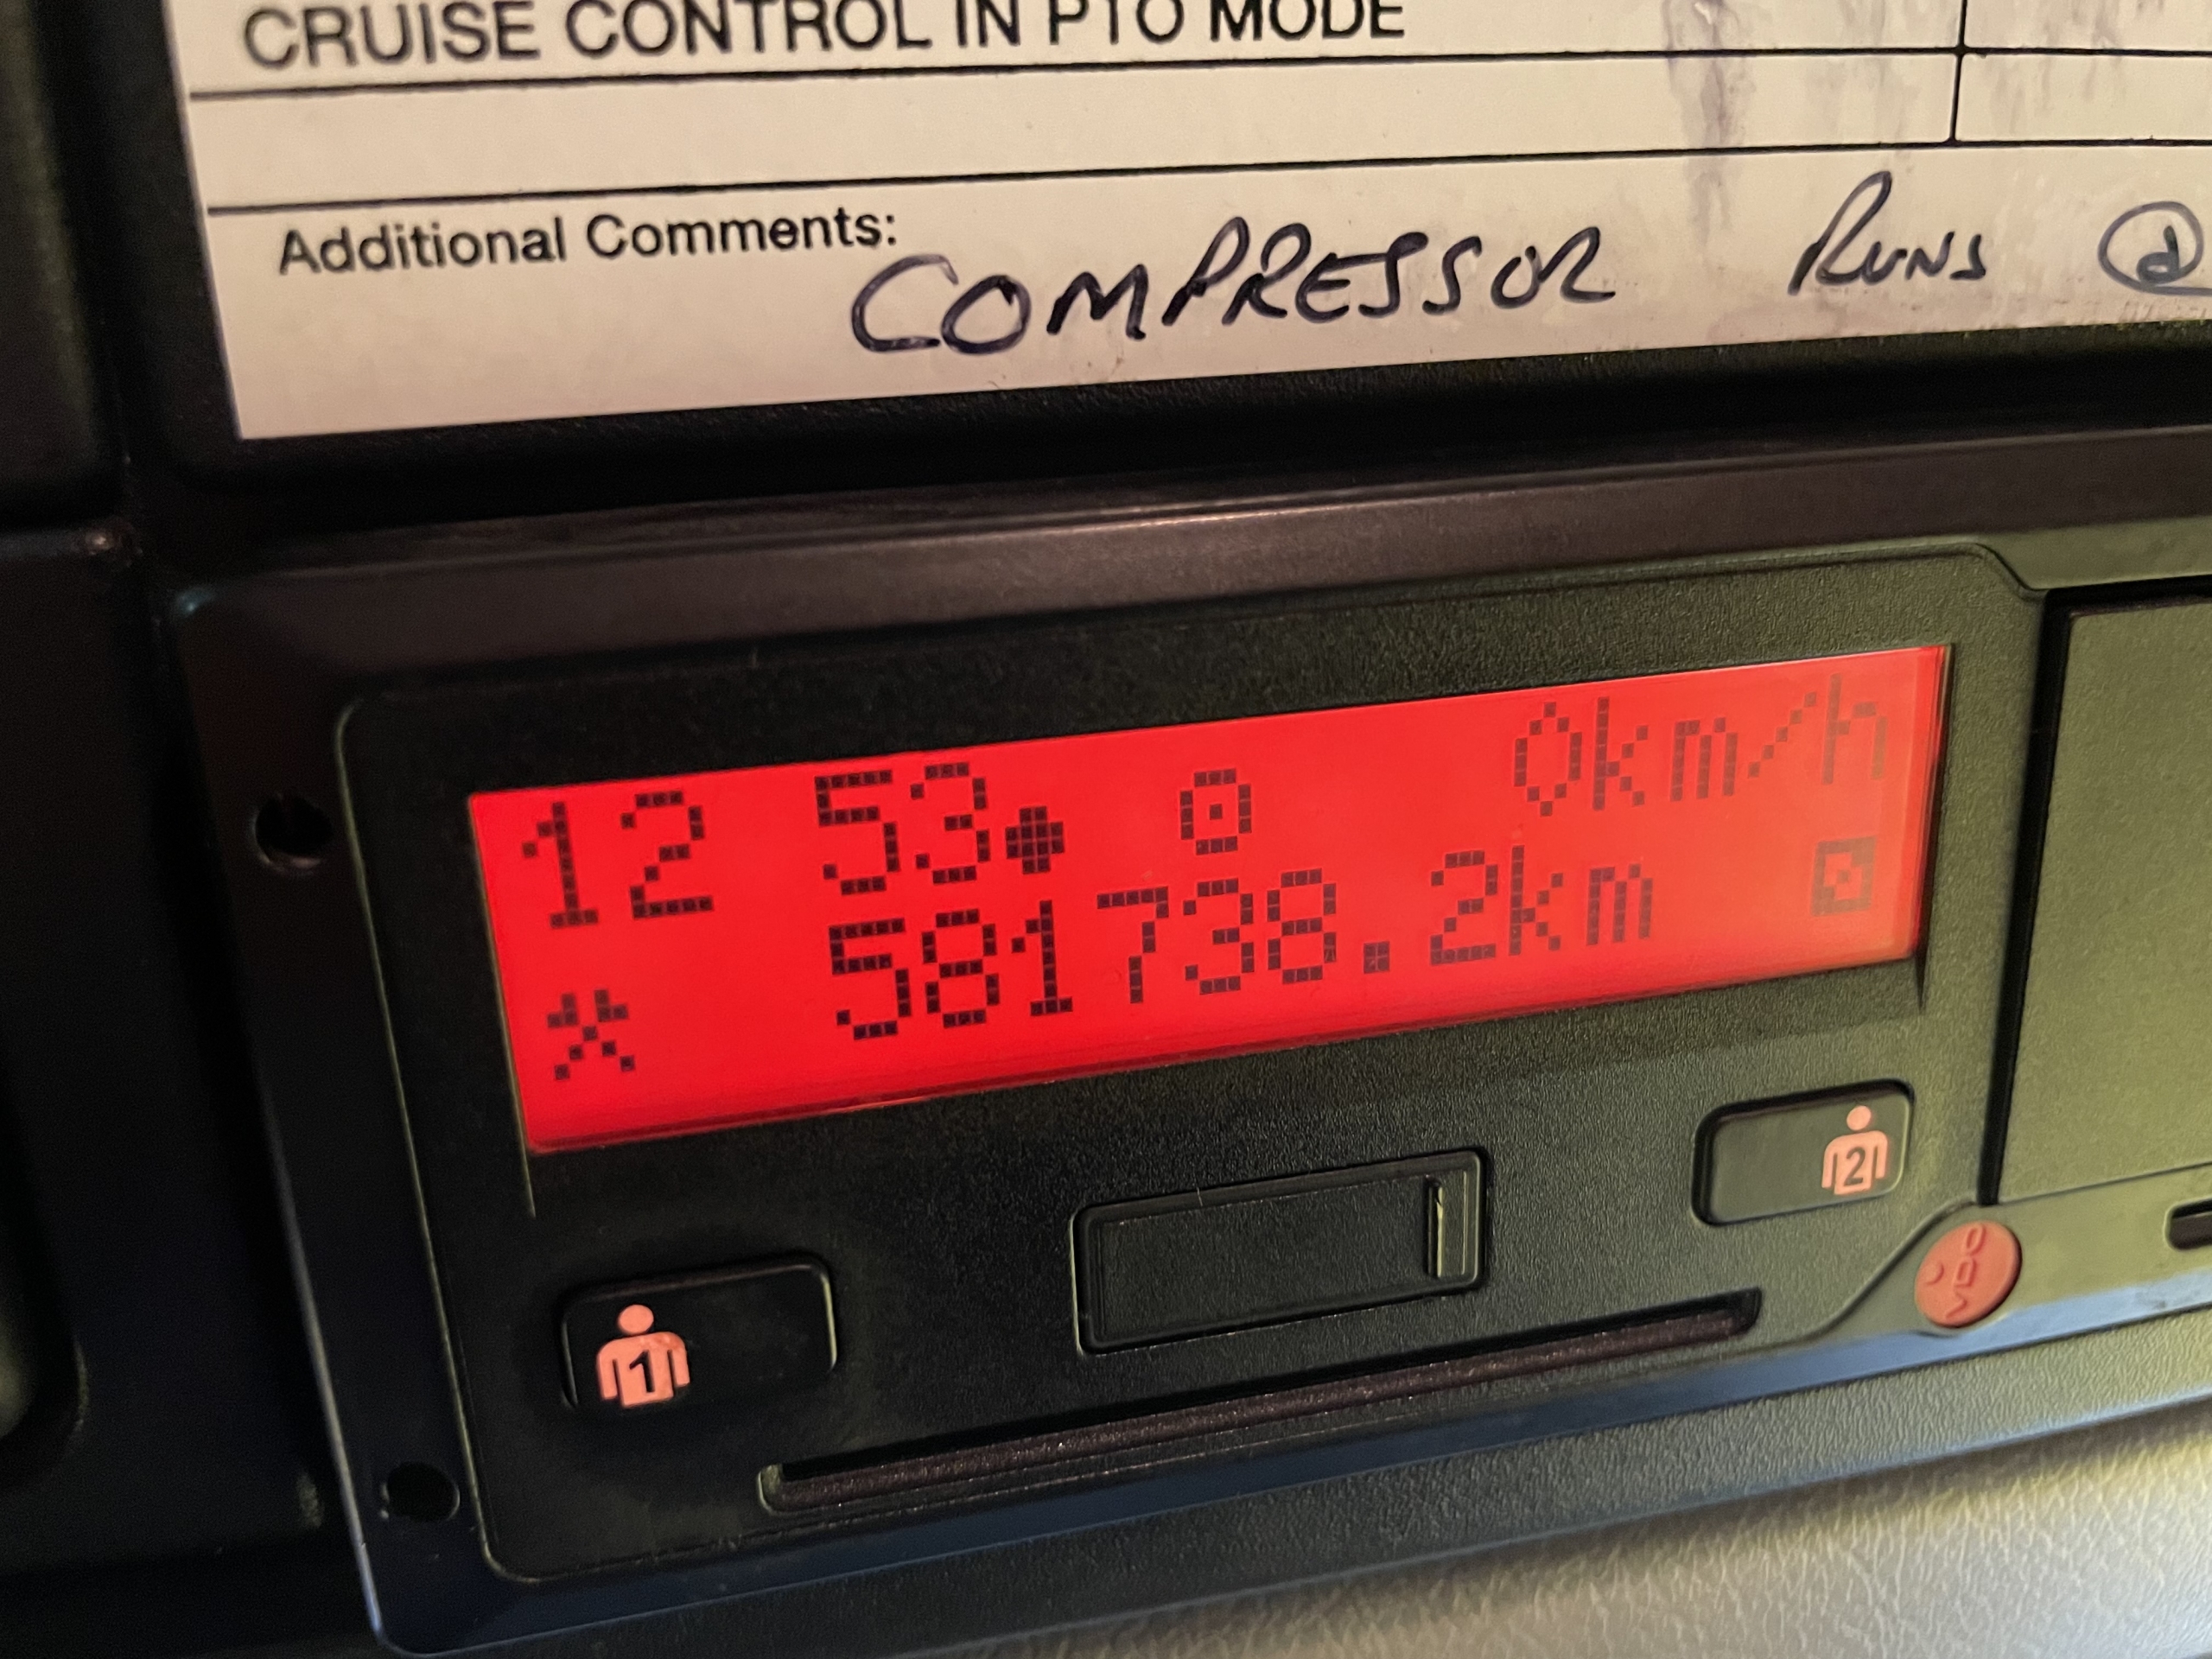 CRUISE CONTROL IN PTO MODE
Additional Comments: COMPRESSOR RUNS @
12 53 0km/h
581738.2km
1
2
VDO